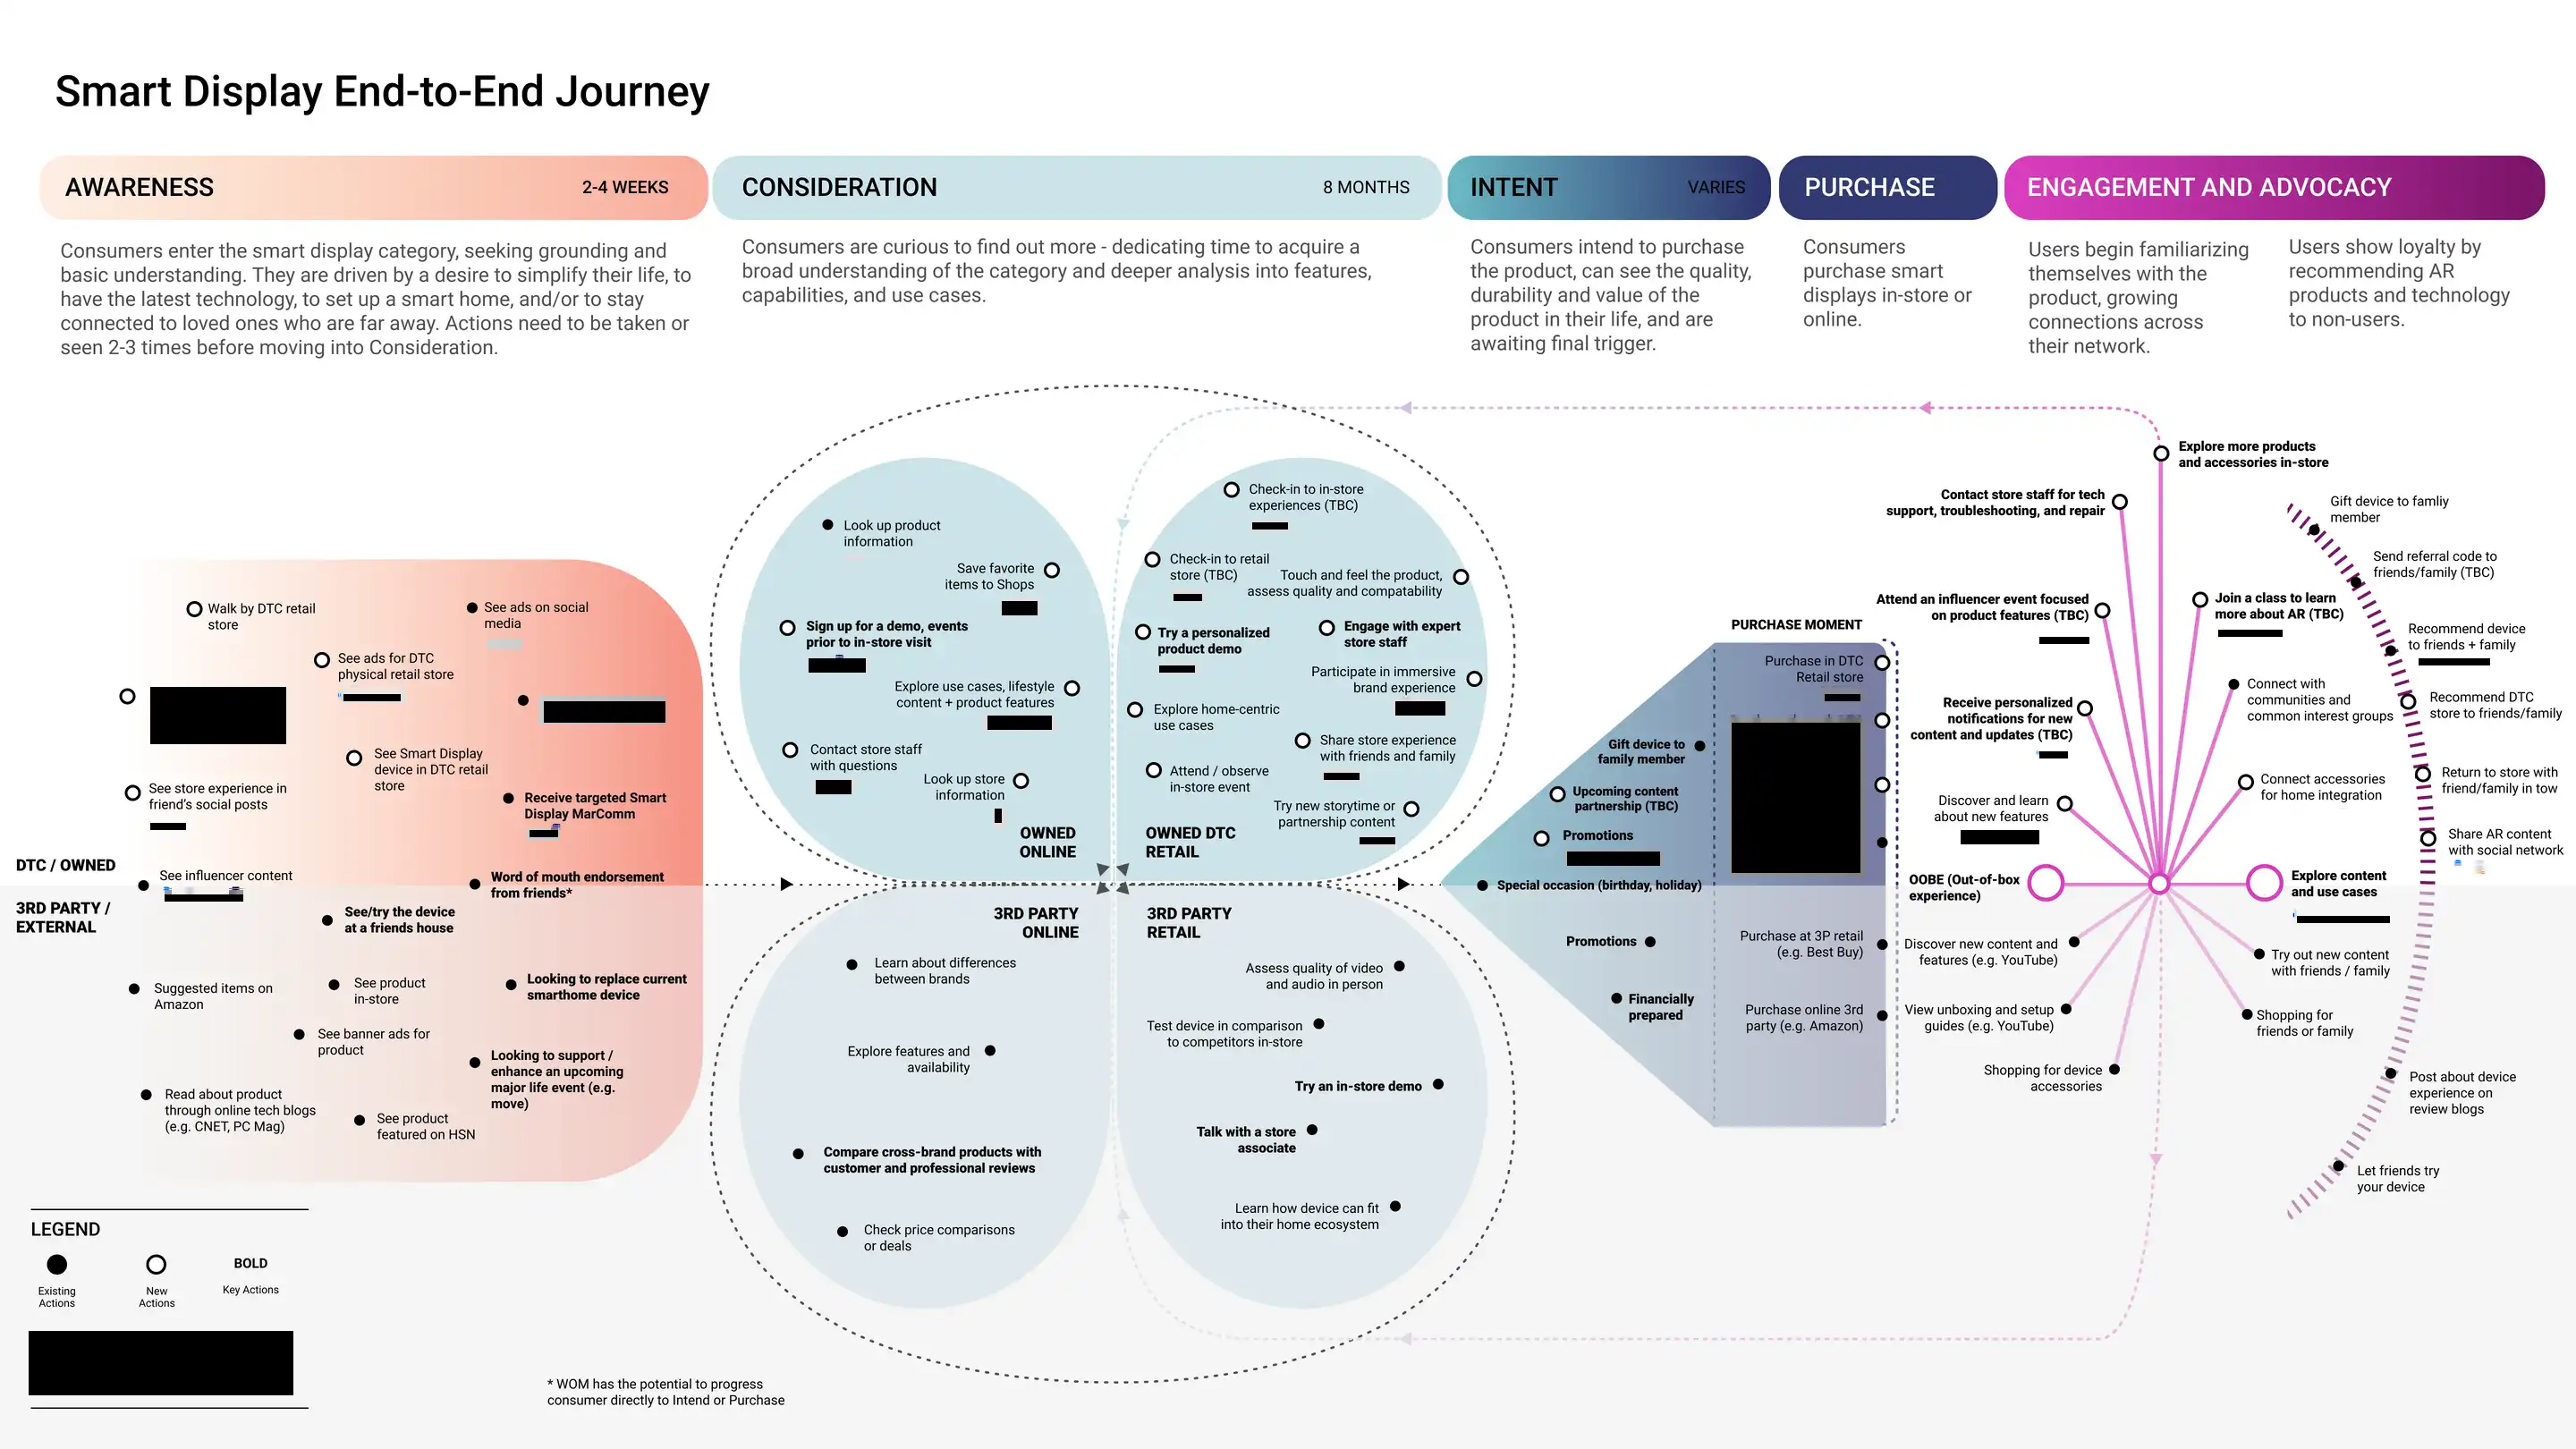 Smart Display End-to-End Journey
AWARENESS
2-4 WEEKS
Consumers enter the smart display category, seeking grounding and
basic understanding. They are driven by a desire to simplify their life, to
have the latest technology, to set up a smart home, and/or to stay
connected to loved ones who are far away. Actions need to be taken or
seen 2-3 times before moving into Consideration.
CONSIDERATION
8 MONTHS
Consumers are curious to find out more - dedicating time to acquire a
broad understanding of the category and deeper analysis into features,
capabilities, and use cases.
INTENT
VARIES
Consumers intend to purchase
the product, can see the quality,
durability and value of the
product in their life, and are
awaiting final trigger.
PURCHASE
Consumers
purchase smart
displays in-store or
online.
ENGAGEMENT AND ADVOCACY
Users begin familiarizing
themselves with the
product, growing
connections across
their network.
Users show loyalty by
recommending AR
products and technology
to non-users.
DTC / OWNED
3RD PARTY /
EXTERNAL
Walk by DTC retail
store
See ads on social
media
See ads for DTC
physical retail store
See Smart Display
device in DTC retail
store
See store experience in
friend's social posts
Receive targeted Smart
Display MarComm
See influencer content
Word of mouth endorsement
from friends*
See/try the device
at a friends house
Suggested items on
Amazon
See product
in-store
Looking to replace current
smarthome device
See banner ads for
product
Looking to support /
enhance an upcoming
major life event (e.g.
move)
Read about product
through online tech blogs
(e.g. CNET, PC Mag)
See product
featured on HSN
Look up product
information
Save favorite
items to Shops
Sign up for a demo, events
prior to in-store visit
Explore use cases, lifestyle
content + product features
Contact store staff
with questions
Look up store
information
OWNED
ONLINE
Check-in to in-store
experiences (TBC)
Check-in to retail
store (TBC)
Touch and feel the product,
assess quality and compatability
Try a personalized
product demo
Engage with expert
store staff
Participate in immersive
brand experience
Explore home-centric
use cases
Share store experience
with friends and family
Attend / observe
in-store event
Try new storytime or
partnership content
OWNED DTC
RETAIL
3RD PARTY
ONLINE
Learn about differences
between brands
Explore features and
availability
Compare cross-brand products with
customer and professional reviews
Check price comparisons
or deals
3RD PARTY
RETAIL
Assess quality of video
and audio in person
Test device in comparison
to competitors in-store
Try an in-store demo
Talk with a store
associate
Learn how device can fit
into their home ecosystem
Gift device to
family member
Upcoming content
partnership (TBC)
Promotions
Special occasion (birthday, holiday)
Promotions
Financially
prepared
PURCHASE MOMENT
Purchase in DTC
Retail store
Purchase at 3P retail
(e.g. Best Buy)
Purchase online 3rd
party (e.g. Amazon)
Explore more products
and accessories in-store
Contact store staff for tech
support, troubleshooting, and repair
Attend an influencer event focused
on product features (TBC)
Join a class to learn
more about AR (TBC)
Receive personalized
notifications for new
content and updates (TBC)
Connect with
communities and
common interest groups
Discover and learn
about new features
Connect accessories
for home integration
OOBE (Out-of-box
experience)
Explore content
and use cases
Discover new content and
features (e.g. YouTube)
Try out new content
with friends / family
View unboxing and setup
guides (e.g. YouTube)
Shopping for
friends or family
Shopping for device
accessories
Gift device to famliy
member
Send referral code to
friends/family (TBC)
Recommend device
to friends + family
Recommend DTC
store to friends/family
Return to store with
friend/family in tow
Share AR content
with social network
Post about device
experience on
review blogs
Let friends try
your device
LEGEND
Existing
Actions
New
Actions
BOLD
Key Actions
* WOM has the potential to progress
consumer directly to Intend or Purchase